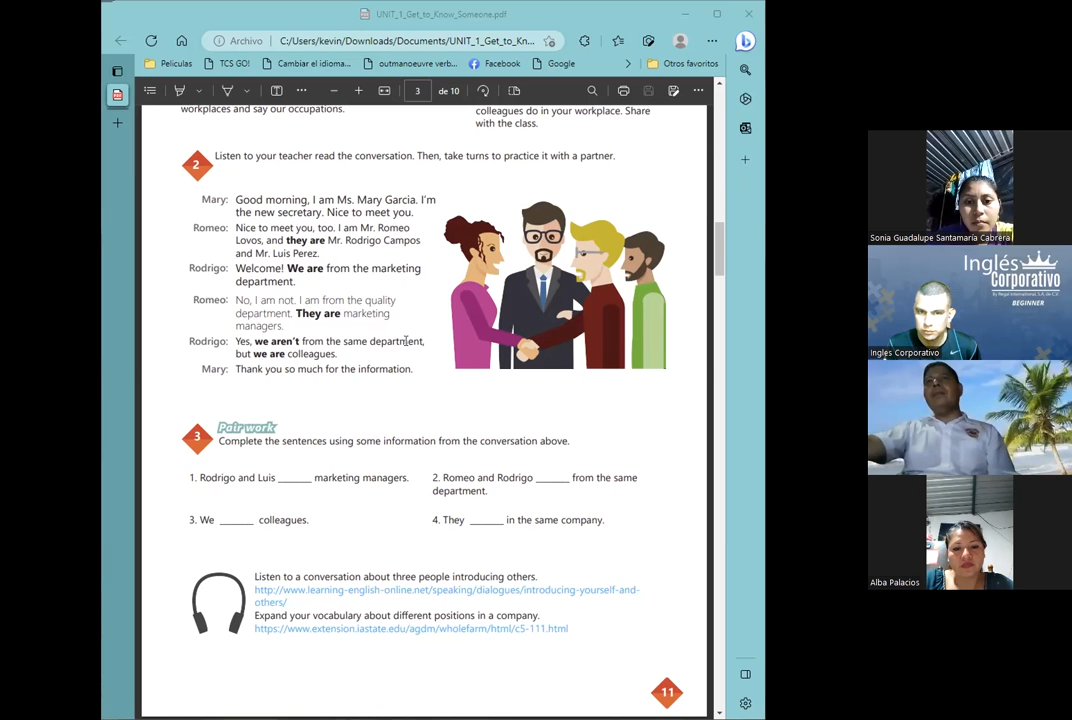 UNIT_1_Get_to_Know_Someone.pdf
Archivo C:/Users/kevin/Downloads/Documents/UNIT_1_Get_to_Kn...
Peliculas TCS GO! Cambiar el idioma... outmanoeuvre verb... Facebook Google Otros favoritos
3 de 10
workplaces and say our occupations.
colleagues do in your workplace. Share
with the class.
2 Listen to your teacher read the conversation. Then, take turns to practice it with a partner.
Mary: Good morning, I am Ms. Mary Garcia. I'm
the new secretary. Nice to meet you.
Romeo: Nice to meet you, too. I am Mr. Romeo
Lovos, and they are Mr. Rodrigo Campos
and Mr. Luis Perez.
Rodrigo: Welcome! We are from the marketing
department.
Romeo: No, I am not. I am from the quality
department. They are marketing
managers.
Rodrigo: Yes, we aren't from the same department,
but we are colleagues.
Mary: Thank you so much for the information.
3 Pair work
Complete the sentences using some information from the conversation above.
1. Rodrigo and Luis ______ marketing managers.
2. Romeo and Rodrigo ______ from the same
department.
3. We ______ colleagues.
4. They ______ in the same company.
Listen to a conversation about three people introducing others.
http://www.learning-english-online.net/speaking/dialogues/introducing-yourself-and-
others/
Expand your vocabulary about different positions in a company.
https://www.extension.iastate.edu/agdm/wholefarm/html/c5-111.html
11
Sonia Guadalupe Santamaria Cabrera
Inglés
Corporativo
By Regal International, S.A. de C.V.
BEGINNER
Ingles Corporativo
Alba Palacios